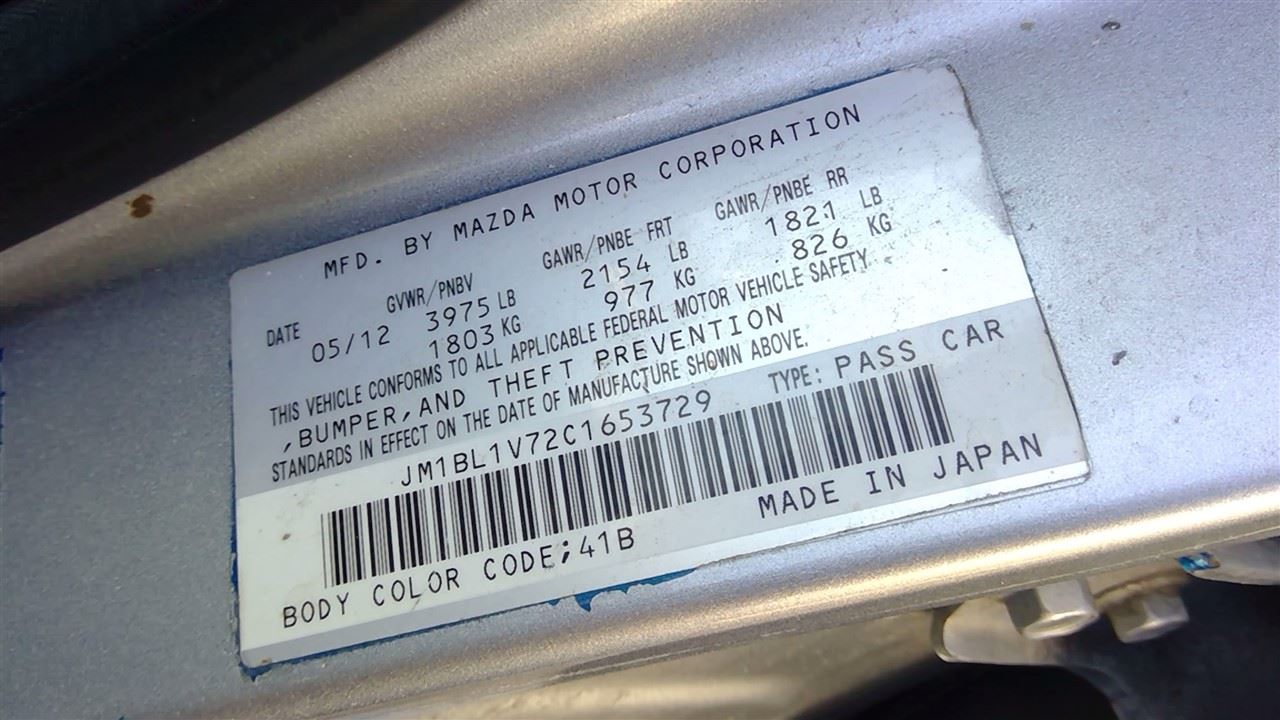 MFD. BY MAZDA MOTOR CORPORATION
DATE GVWR/PNBV GAWR/PNBE FRT GAWR/PNBE RR
05/12 3975 LB 2154 LB 1821 LB
1803 KG 977 KG 826 KG
THIS VEHICLE CONFORMS TO ALL APPLICABLE FEDERAL MOTOR VEHICLE SAFETY
,BUMPER,AND THEFT PREVENTION
STANDARDS IN EFFECT ON THE DATE OF MANUFACTURE SHOWN ABOVE.
JM1BL1V72C1653729 TYPE: PASS CAR
BODY COLOR CODE;41B MADE IN JAPAN